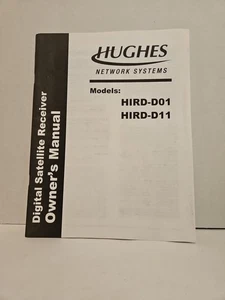 HUGHES
NETWORK SYSTEMS
Models:
HIRD-D01
HIRD-D11
Digital Satellite Receiver
Owner's Manual